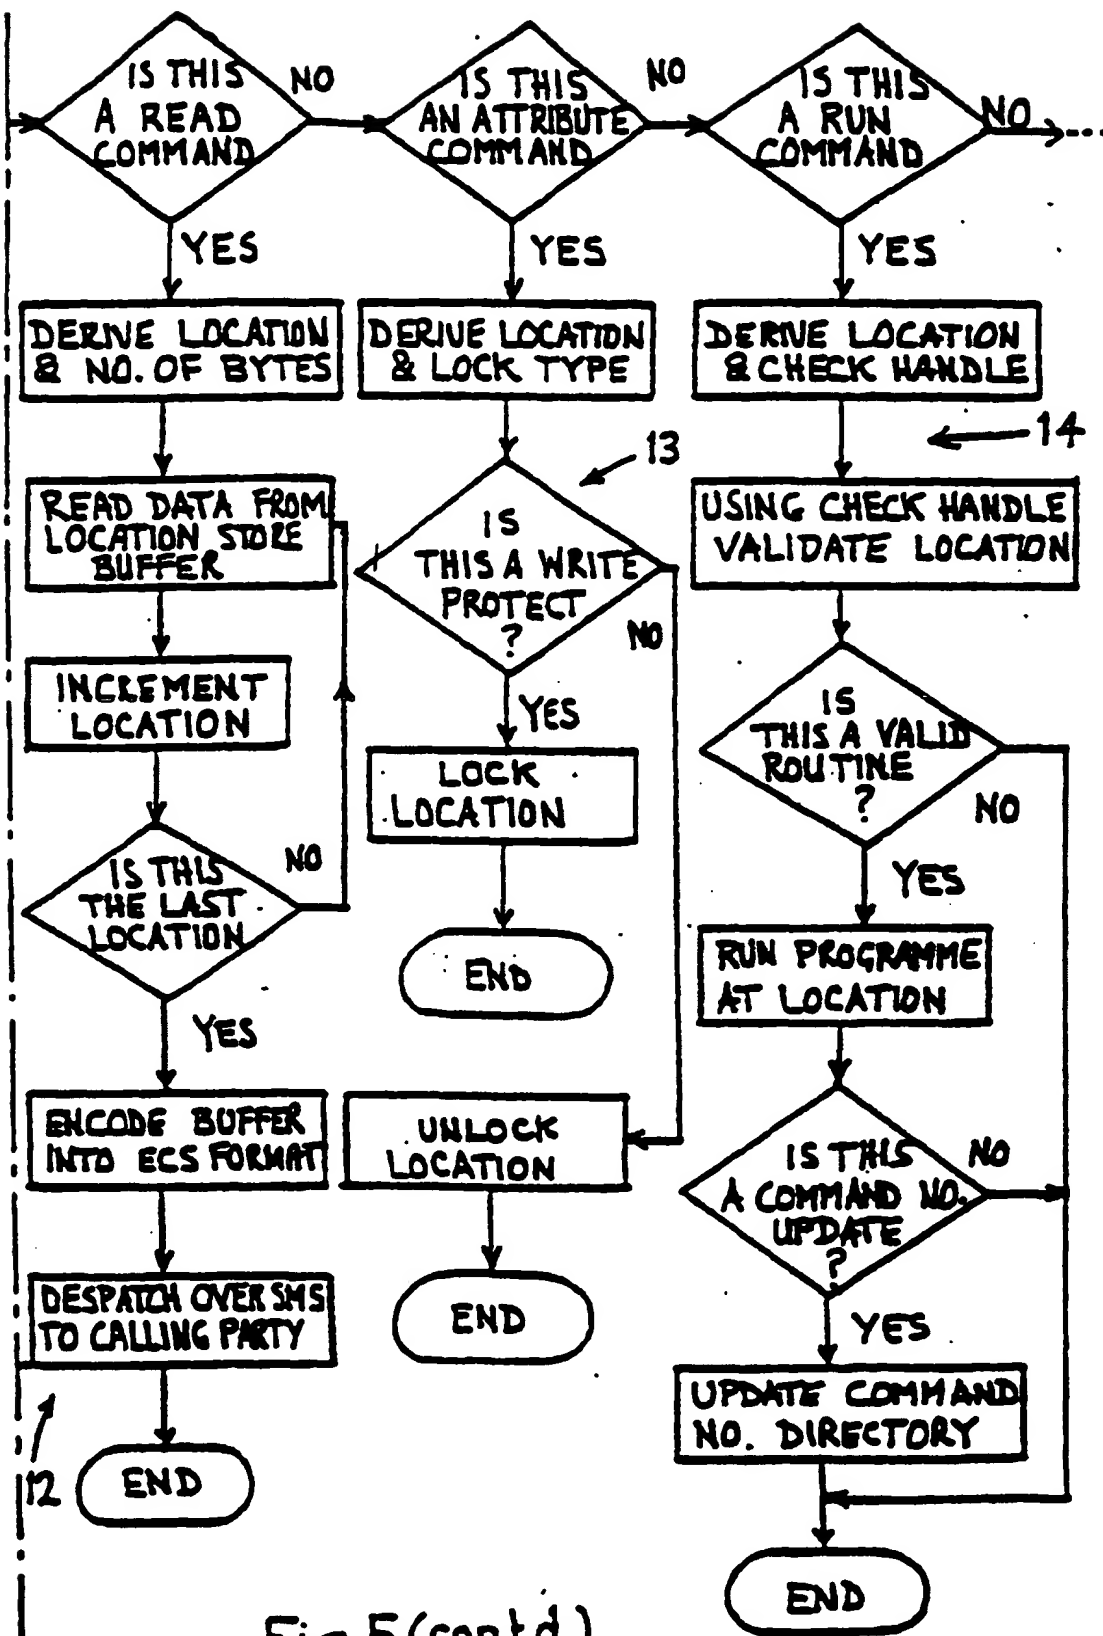 IS THIS
A READ
COMMAND
NO
IS THIS
AN ATTRIBUTE
COMMAND
NO
IS THIS
A RUN
COMMAND
NO
YES
YES
YES
DERIVE LOCATION
& NO. OF BYTES
DERIVE LOCATION
& LOCK TYPE
DERIVE LOCATION
& CHECK HANDLE
13
14
READ DATA FROM
LOCATION STORE
BUFFER
IS
THIS A WRITE
PROTECT
?
NO
USING CHECK HANDLE
VALIDATE LOCATION
INCREMENT
LOCATION
YES
LOCK
LOCATION
IS
THIS A VALID
ROUTINE
?
NO
IS THIS
THE LAST
LOCATION
NO
YES
END
RUN PROGRAMME
AT LOCATION
YES
ENCODE BUFFER
INTO ECS FORMAT
UNLOCK
LOCATION
IS THIS
A COMMAND NO.
UPDATE
?
NO
DESPATCH OVER SMS
TO CALLING PARTY
END
YES
UPDATE COMMAND
NO. DIRECTORY
12
END
END
Fig 5 (contd.)